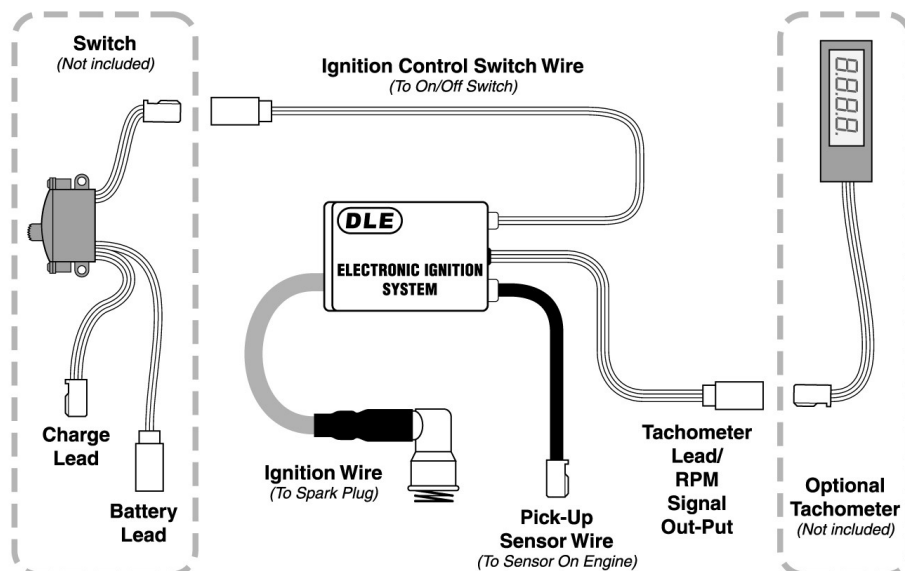 Switch
(Not included)
Ignition Control Switch Wire
(To On/Off Switch)
8.8.8.8
DLE
ELECTRONIC IGNITION
SYSTEM
Charge
Lead
Battery
Lead
Ignition Wire
(To Spark Plug)
Pick-Up
Sensor Wire
(To Sensor On Engine)
Tachometer
Lead/
RPM
Signal
Out-Put
Optional
Tachometer
(Not included)